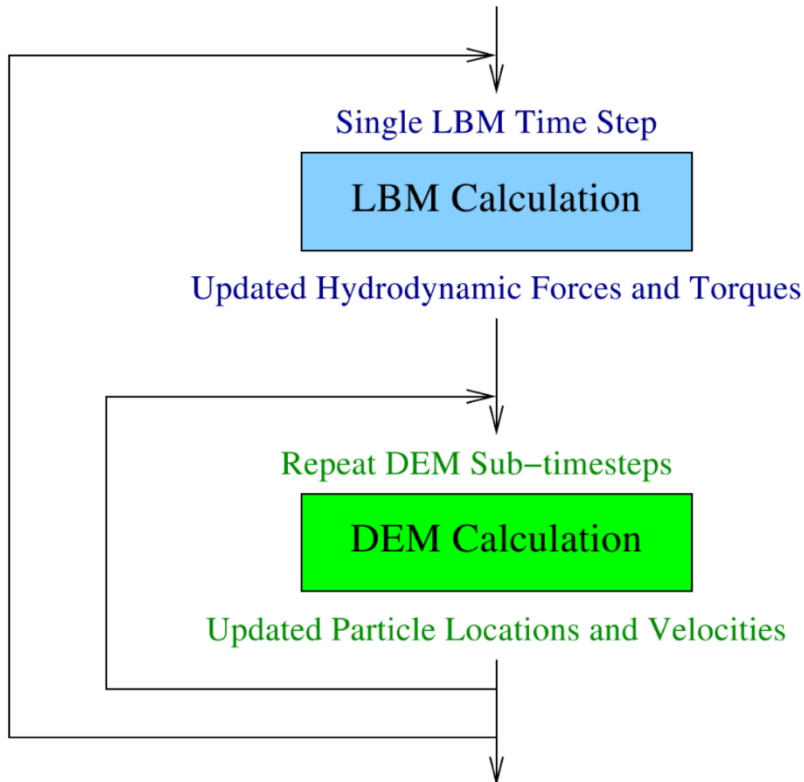 Single LBM Time Step
LBM Calculation
Updated Hydrodynamic Forces and Torques
Repeat DEM Sub−timesteps
DEM Calculation
Updated Particle Locations and Velocities